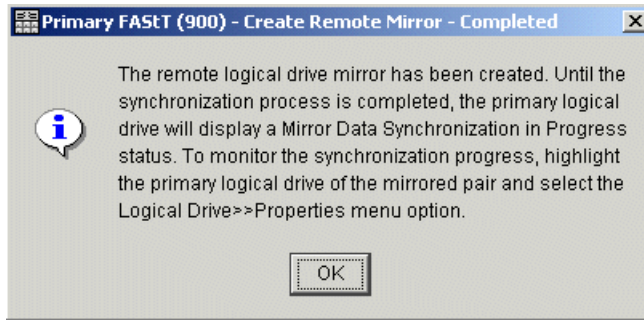 Primary FAStT (900) - Create Remote Mirror - Completed
The remote logical drive mirror has been created. Until the
synchronization process is completed, the primary logical
drive will display a Mirror Data Synchronization in Progress
status. To monitor the synchronization progress, highlight
the primary logical drive of the mirrored pair and select the
Logical Drive>>Properties menu option.
OK